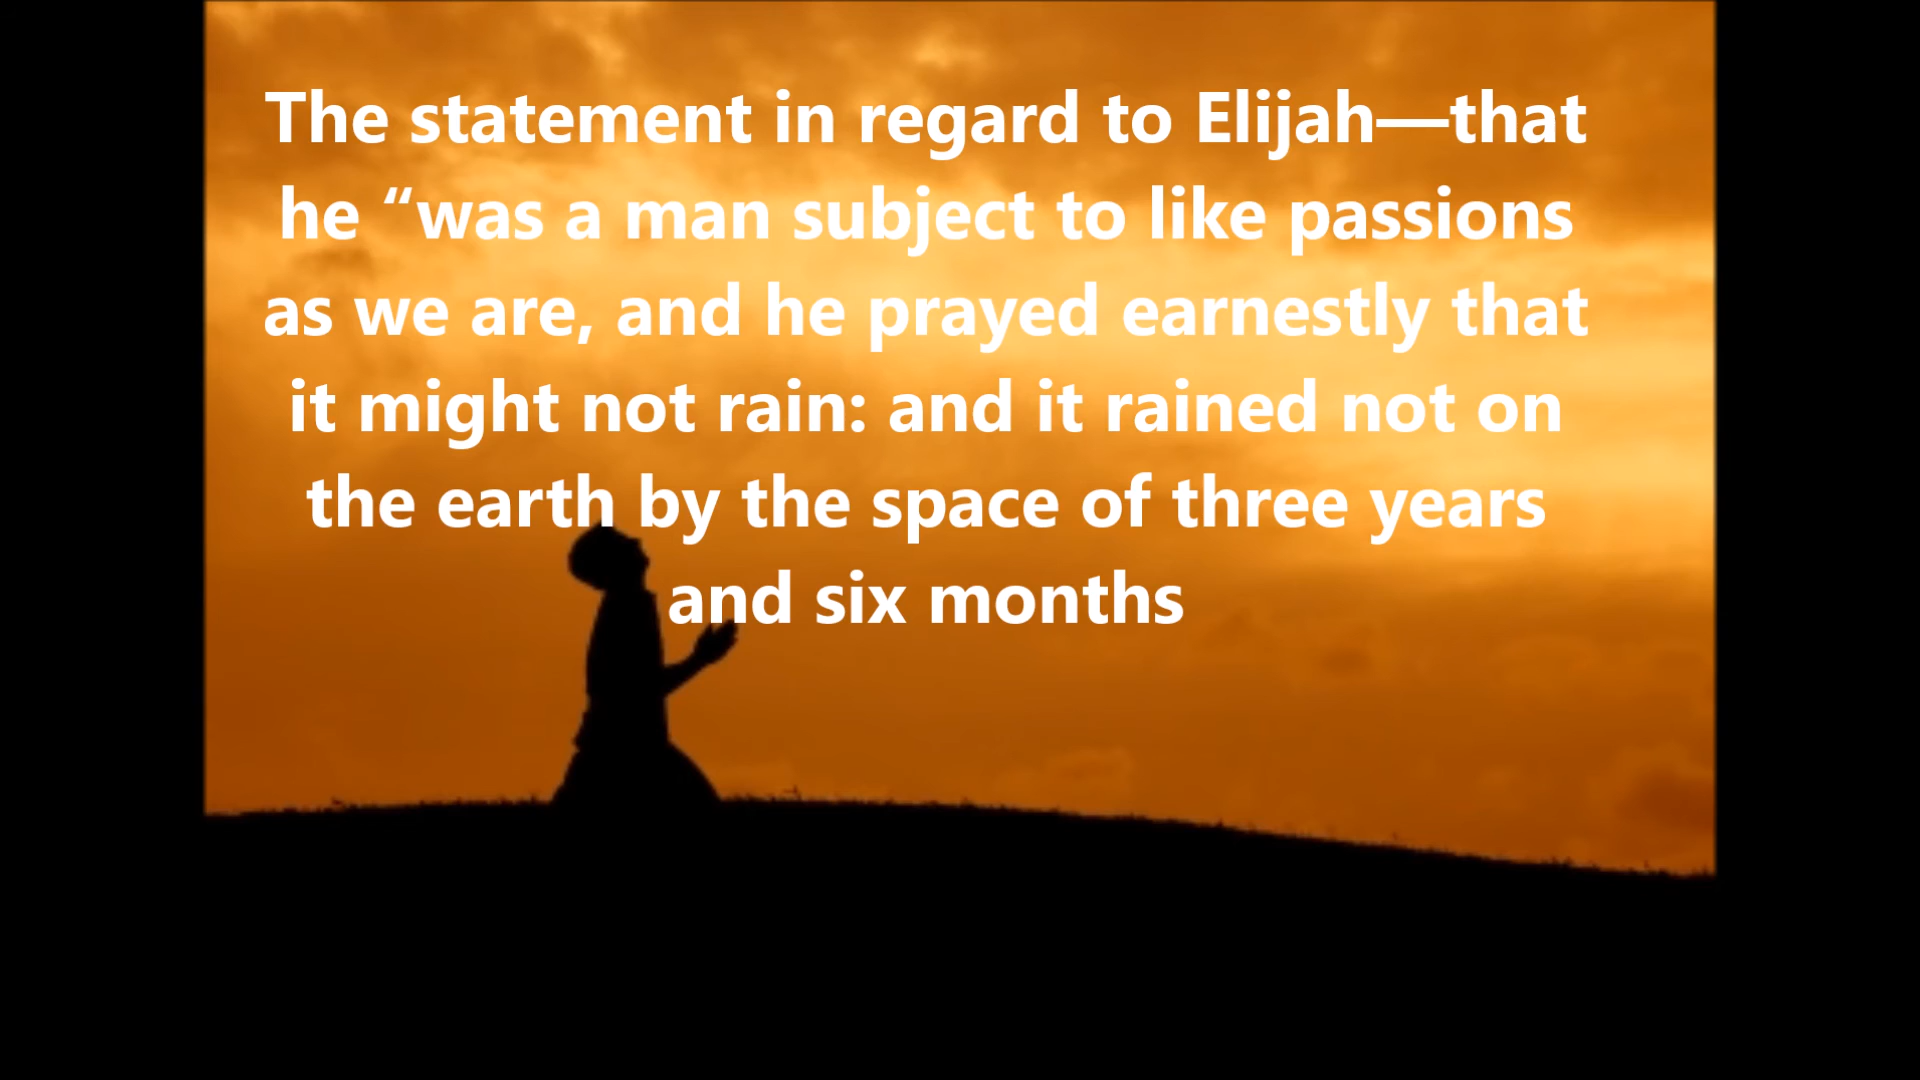 The statement in regard to Elijah—that
he “was a man subject to like passions
as we are, and he prayed earnestly that
it might not rain: and it rained not on
the earth by the space of three years
and six months